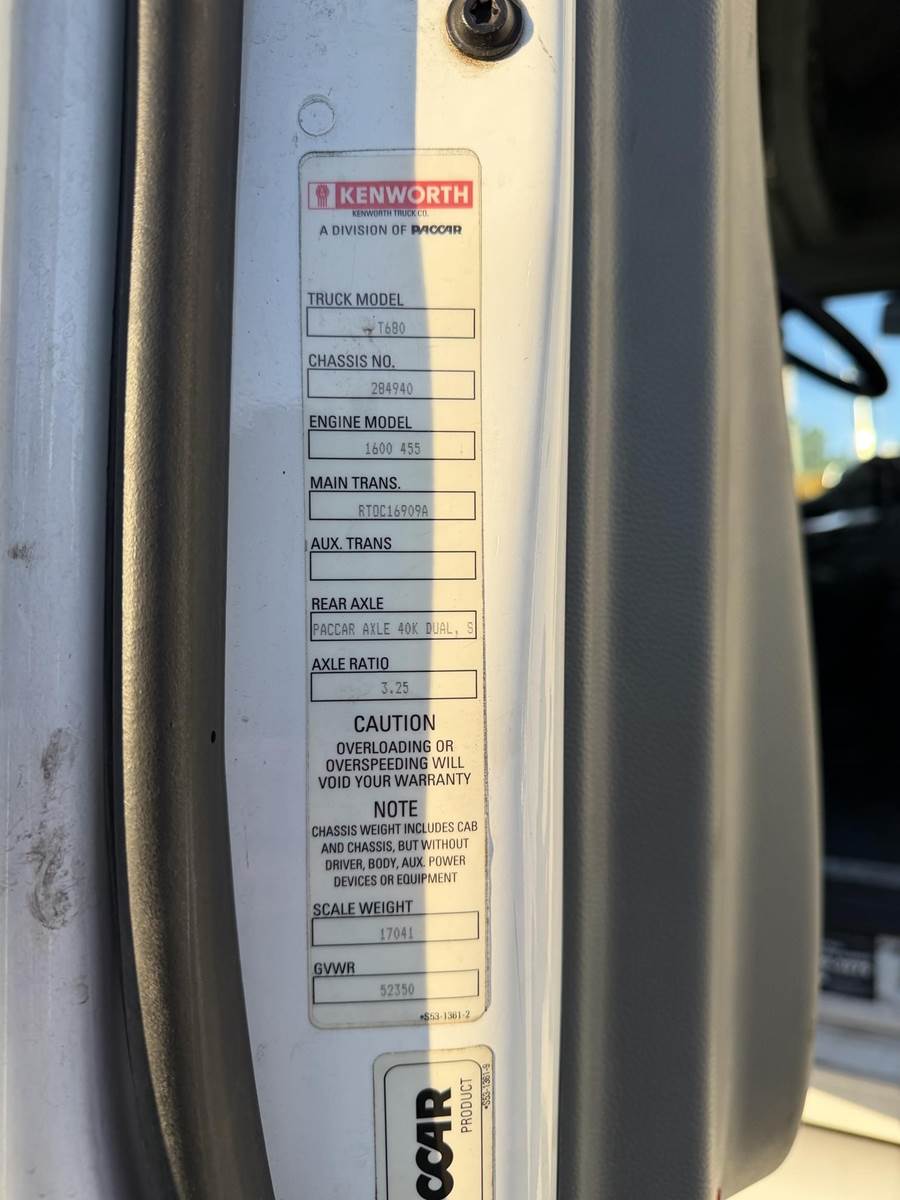 KENWORTH
KENWORTH TRUCK CO.
A DIVISION OF PACCAR
TRUCK MODEL
T680
CHASSIS NO.
284940
ENGINE MODEL
1600 455
MAIN TRANS.
RTOC16909A
AUX. TRANS
REAR AXLE
PACCAR AXLE 40K DUAL, S
AXLE RATIO
3.25
CAUTION
OVERLOADING OR
OVERSPEEDING WILL
VOID YOUR WARRANTY
NOTE
CHASSIS WEIGHT INCLUDES CAB
AND CHASSIS, BUT WITHOUT
DRIVER, BODY, AUX. POWER
DEVICES OR EQUIPMENT
SCALE WEIGHT
17041
GVWR
52350
*S53-1361-2
CCAR
PRODUCT
*S53-1361-9